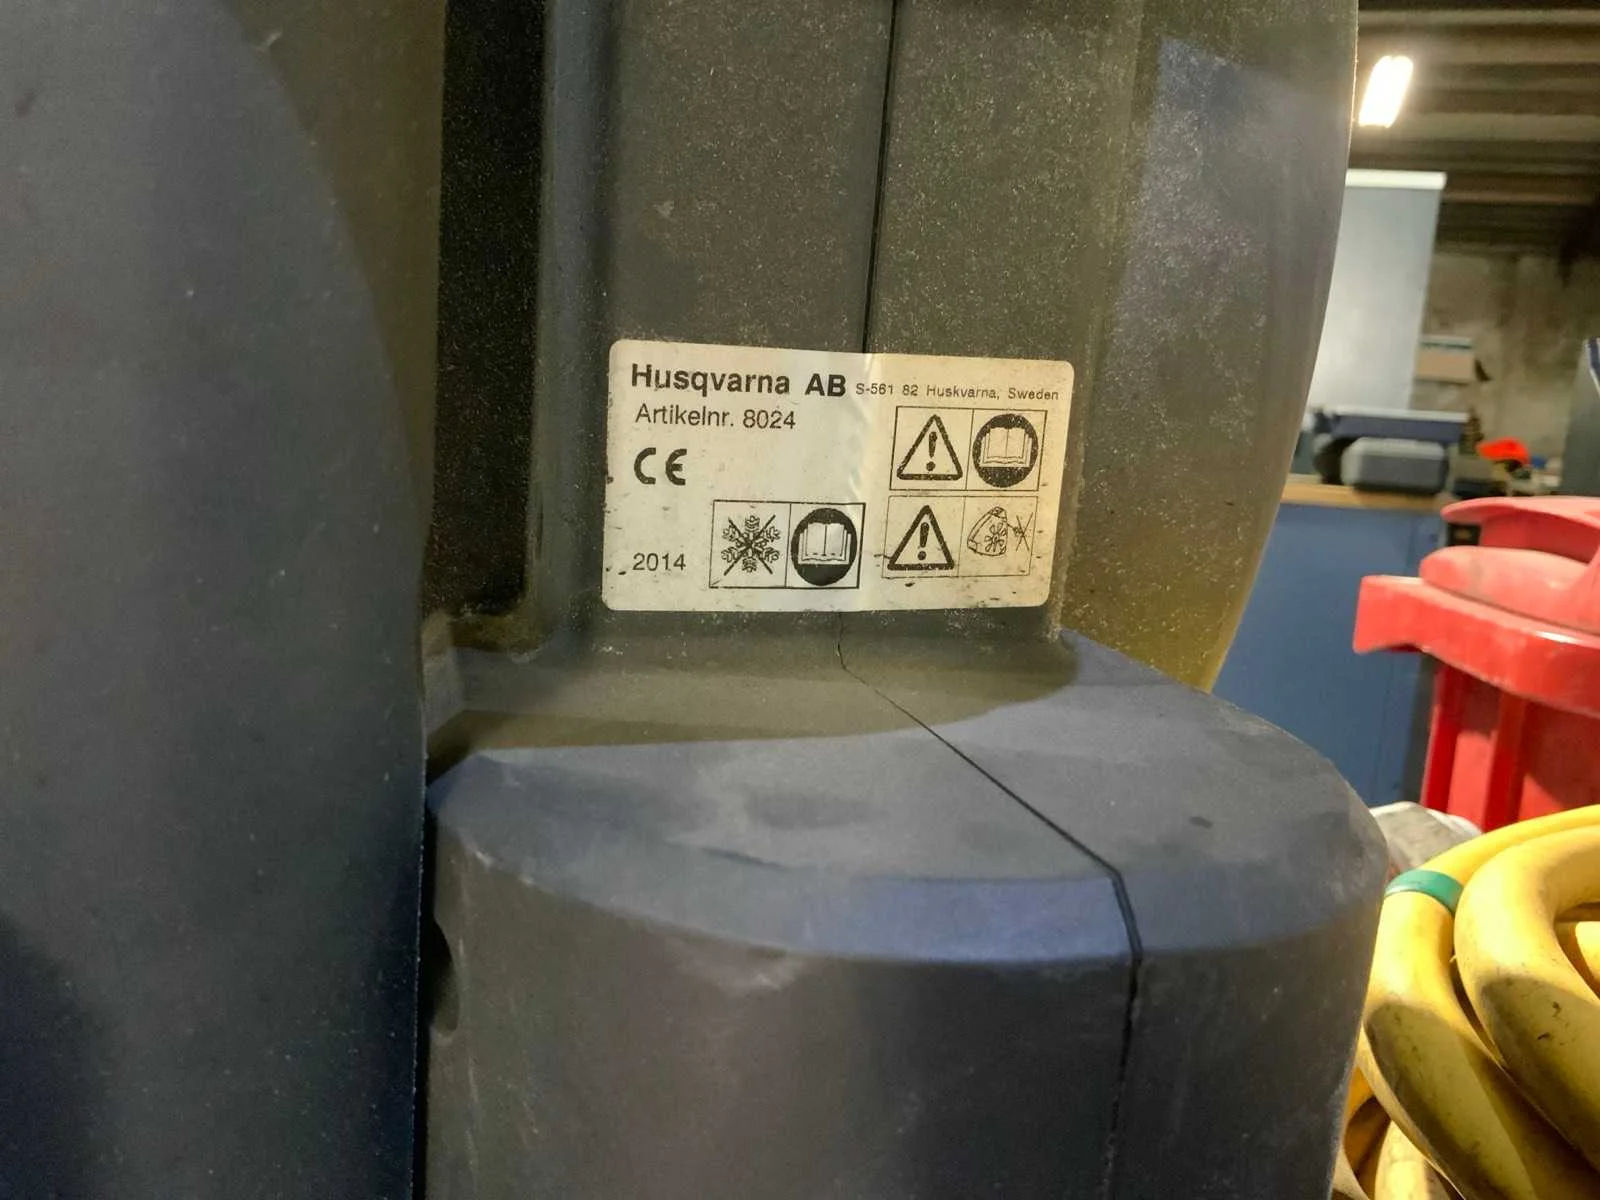 Husqvarna AB S-561 82 Huskvarna, Sweden
Artikelnr. 8024
CE
2014